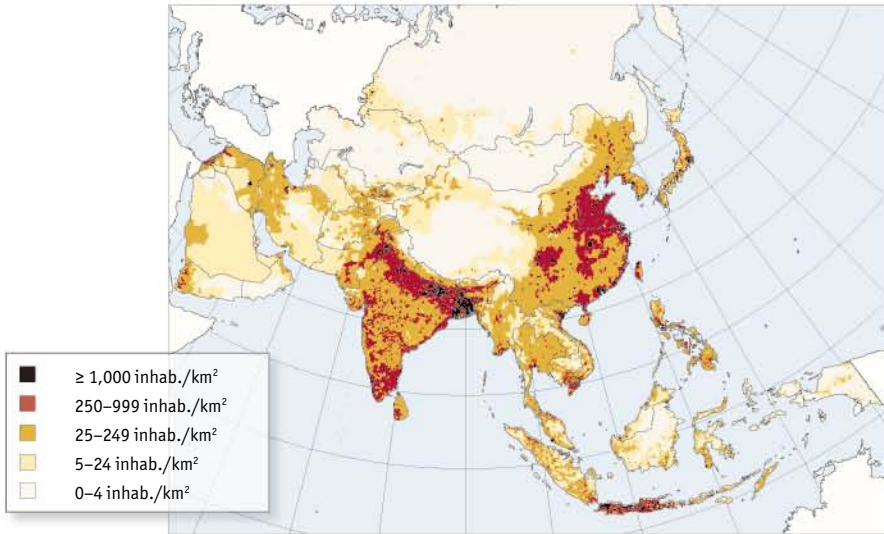 ≥ 1,000 inhab./km²
250–999 inhab./km²
25–249 inhab./km²
5–24 inhab./km²
0–4 inhab./km²